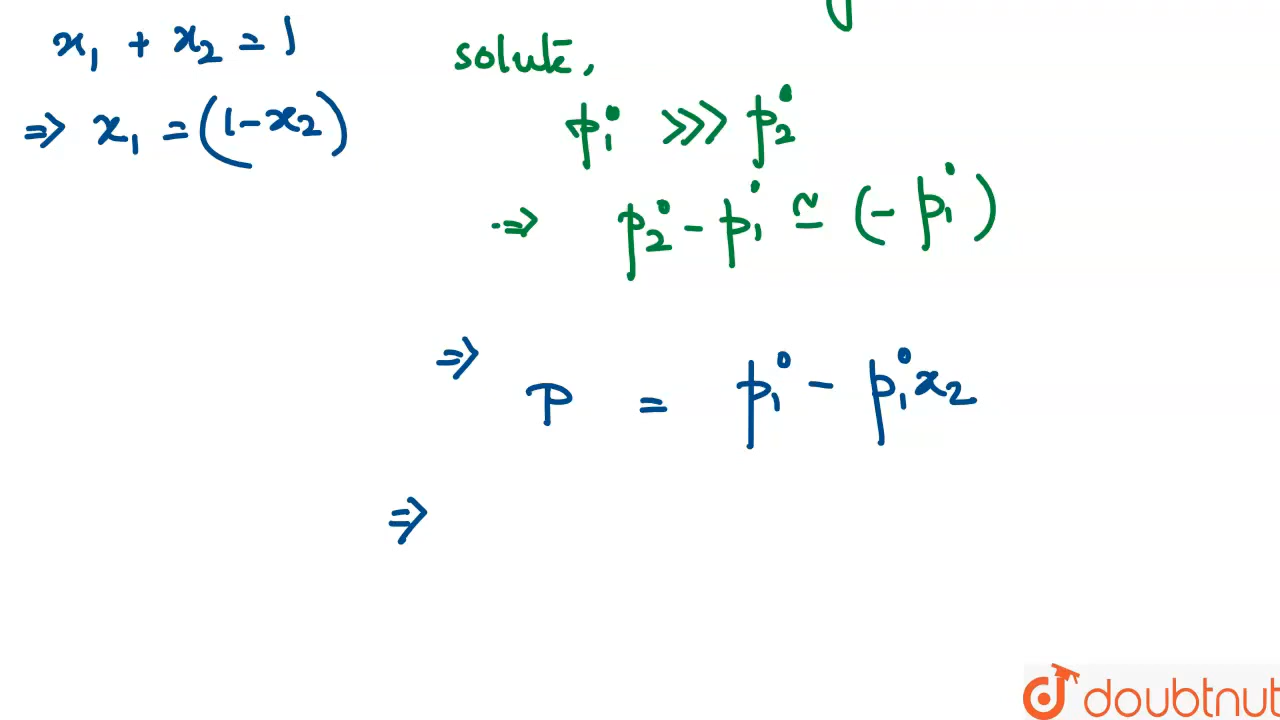 x₁ + x₂ = 1
⇒ x₁ = (1-x₂)
solute,
p₁° >>> p₂°
⇒ p₂° - p₁° ≃ (- p₁°)
⇒ P = p₁° - p₁°x₂
⇒
doubtnut